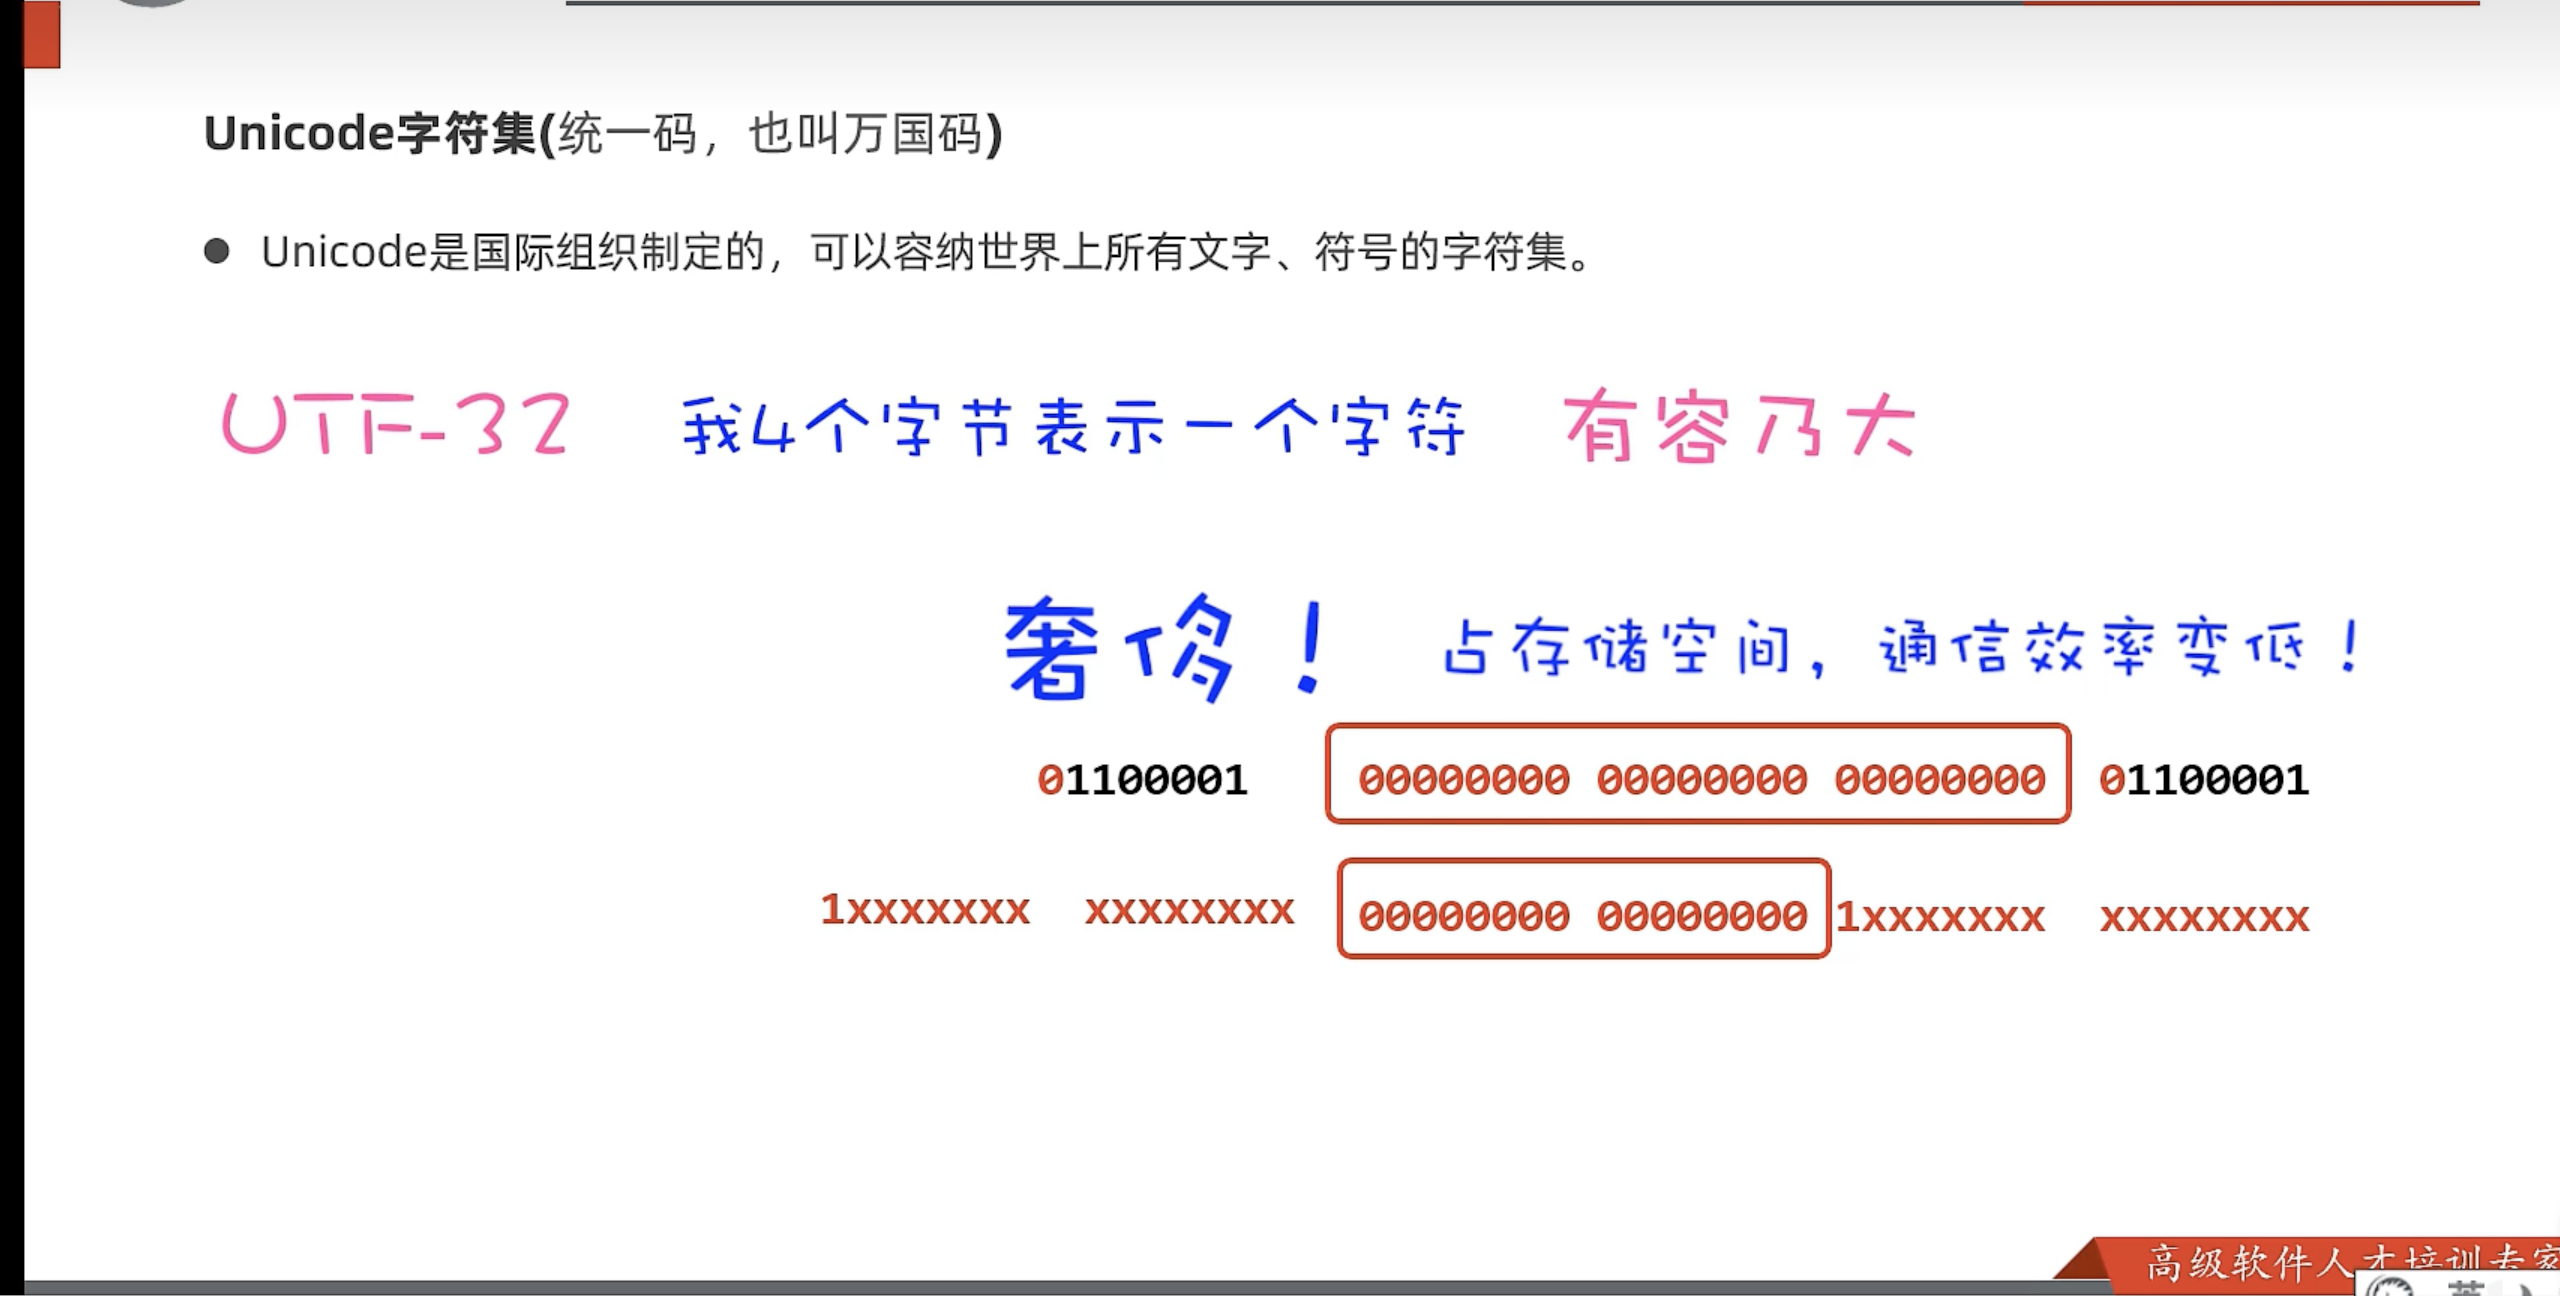 Unicode字符集(统一码，也叫万国码)
● Unicode是国际组织制定的，可以容纳世界上所有文字、符号的字符集。
UTF-32 我4个字节表示一个字符 有容乃大
奢侈！ 占存储空间，通信效率变低！
01100001 00000000 00000000 00000000 01100001
1xxxxxxx xxxxxxxx 00000000 00000000 1xxxxxxx xxxxxxxx
高级软件人才培训专家
英